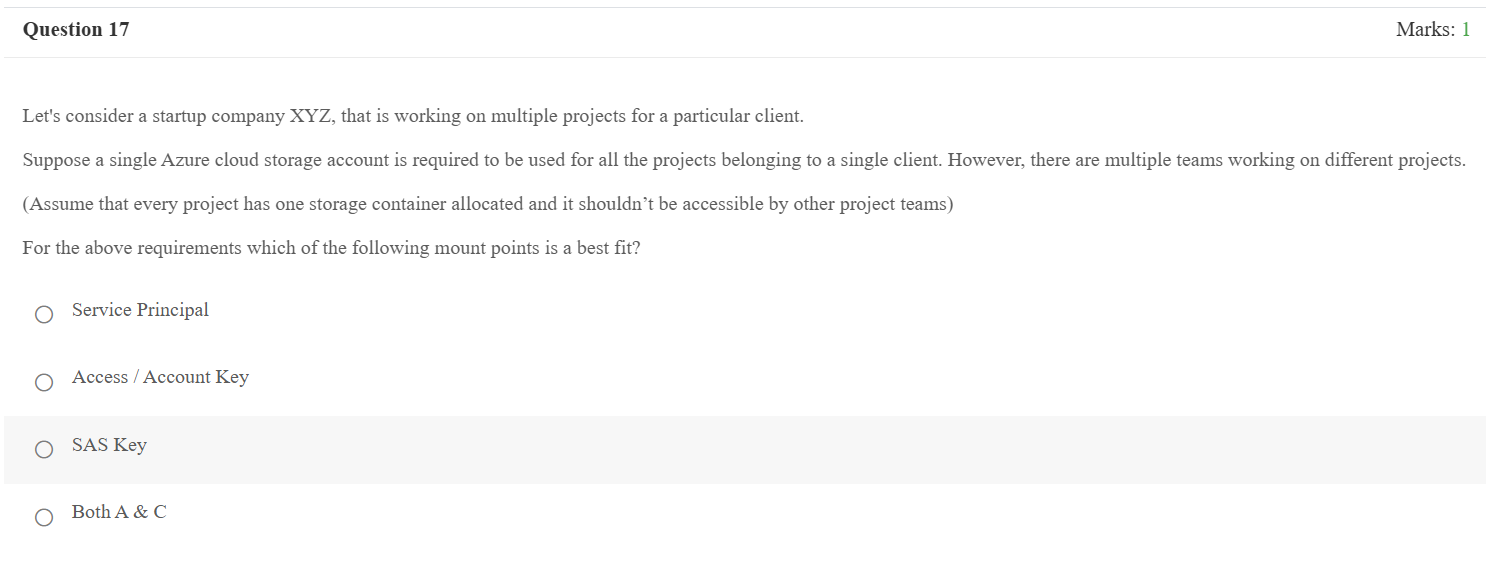 Question 17
Marks: 1
Let's consider a startup company XYZ, that is working on multiple projects for a particular client.
Suppose a single Azure cloud storage account is required to be used for all the projects belonging to a single client. However, there are multiple teams working on different projects.
(Assume that every project has one storage container allocated and it shouldn’t be accessible by other project teams)
For the above requirements which of the following mount points is a best fit?
Service Principal
Access / Account Key
SAS Key
Both A & C